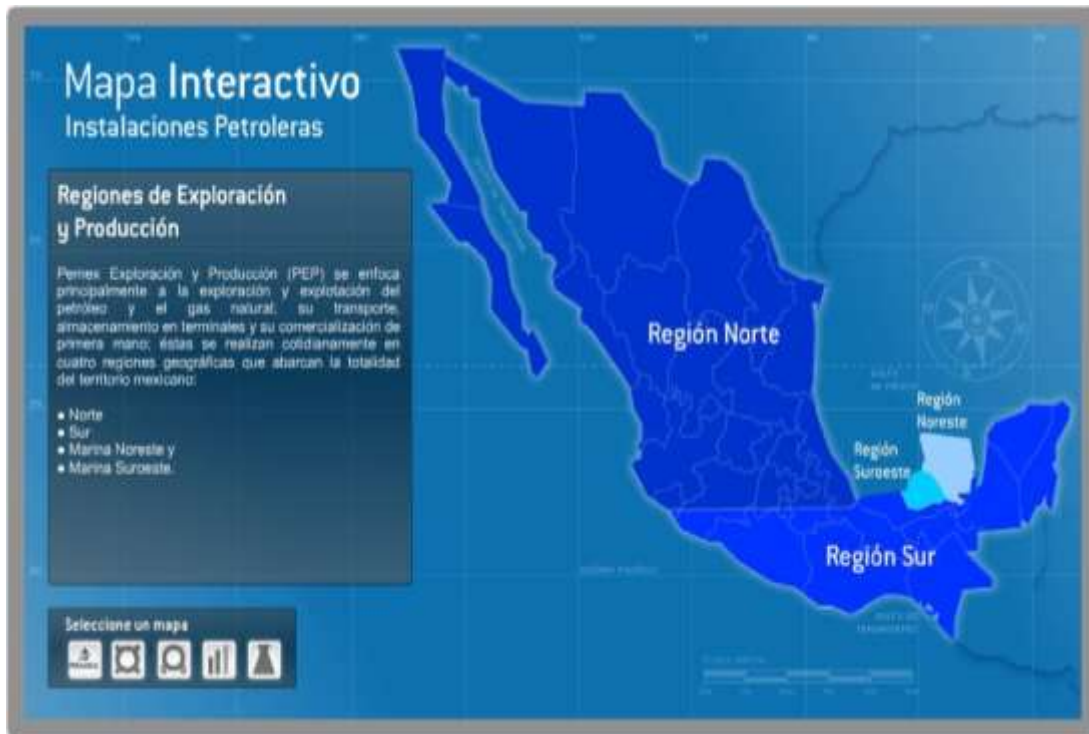 Mapa Interactivo
Instalaciones Petroleras
Regiones de Exploración
y Producción
Pemex Exploración y Producción (PEP) se enfoca
principalmente a la exploración y explotación del
petróleo y el gas natural, su transporte,
almacenamiento en terminales y su comercialización de
primera mano; éstas se realizan cotidianamente en
cuatro regiones geográficas que abarcan la totalidad
del territorio mexicano:
● Norte
● Sur
● Marina Noreste y
● Marina Suroeste.
Seleccione un mapa
Región Norte
Región
Noreste
Región
Suroeste
Región Sur